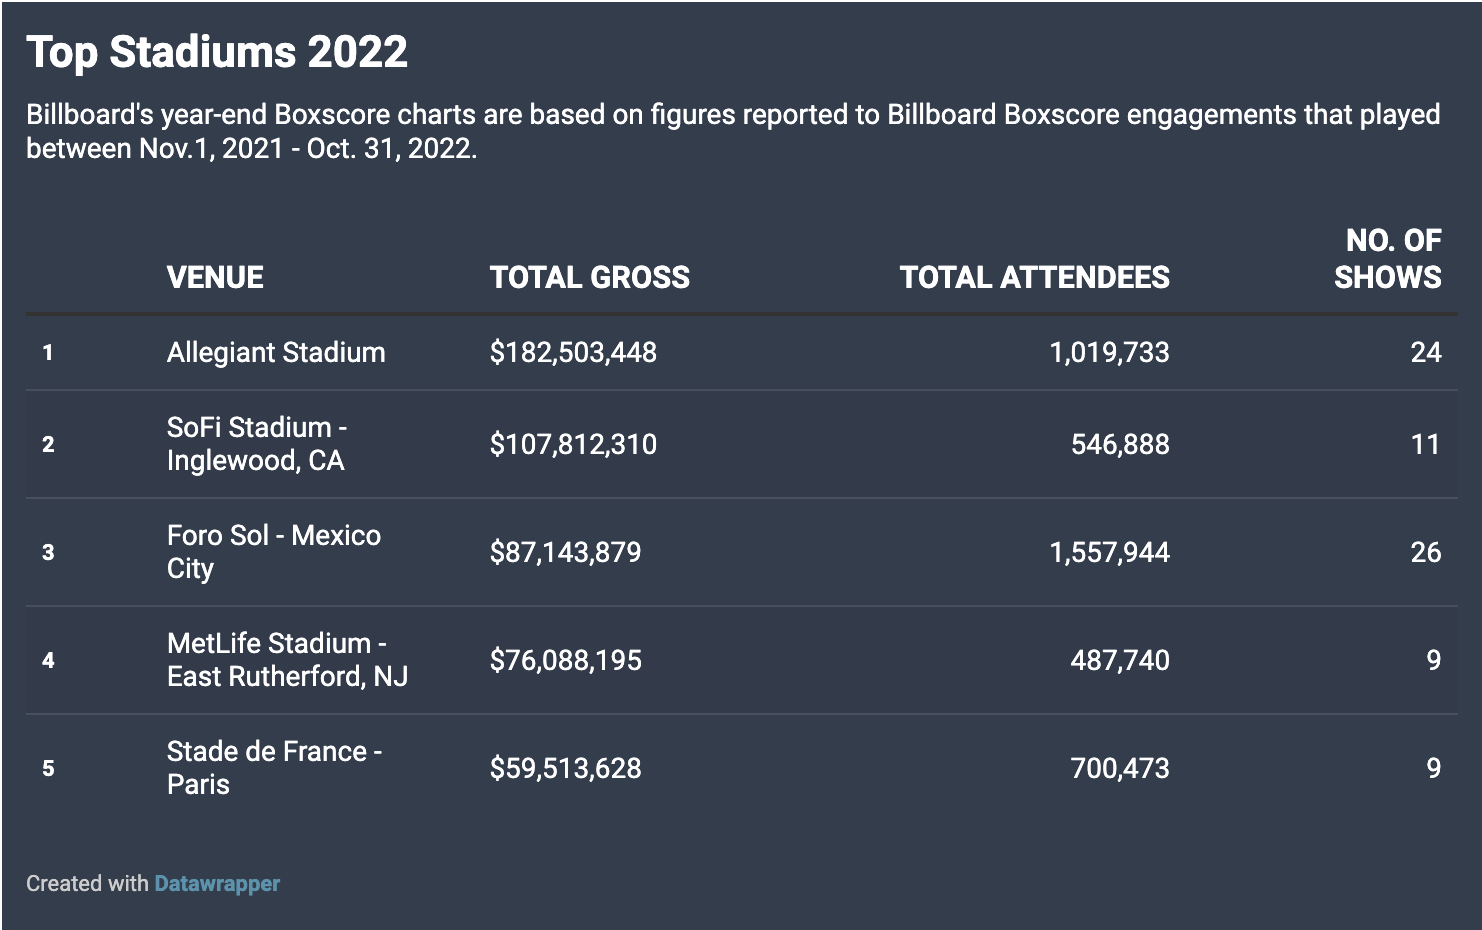 Top Stadiums 2022
Billboard's year-end Boxscore charts are based on figures reported to Billboard Boxscore engagements that played
between Nov.1, 2021 - Oct. 31, 2022.
VENUE TOTAL GROSS TOTAL ATTENDEES NO. OF
SHOWS
1 Allegiant Stadium $182,503,448 1,019,733 24
2 SoFi Stadium -
Inglewood, CA $107,812,310 546,888 11
3 Foro Sol - Mexico
City $87,143,879 1,557,944 26
4 MetLife Stadium -
East Rutherford, NJ $76,088,195 487,740 9
5 Stade de France -
Paris $59,513,628 700,473 9
Created with Datawrapper